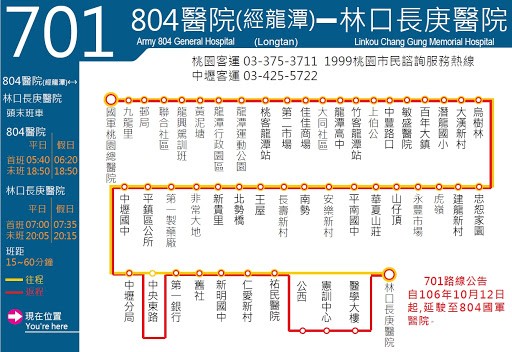 701
804醫院(經龍潭)━林口長庚醫院
Army 804 General Hospital (Longtan) Linkou Chang Gung Memorial Hospital
桃園客運 03-375-3711 1999桃園市民諮詢服務熱線
中壢客運 03-425-5722
804醫院(經龍潭)↔
林口長庚醫院
頭末班車
804醫院
平日 假日
首班 05:40 06:20
末班 18:50 18:50
林口長庚醫院
平日 假日
首班 07:00 07:35
末班 20:05 20:15
班距
15~60分鐘
往程
返程
現在位置
You're here
國軍桃園總醫院
九龍里
郵局
聯合社區
龍興駕訓班
黃泥塘
龍潭行政園區
龍潭運動公園
桃客龍潭站
第二市場
佳佳商場
大同社區
龍潭高中
竹客龍潭站
上伯公
中豐路口
敏盛醫院
百年大鎮
潛龍國小
大漢新村
烏樹林
中壢國中
平鎮區公所
第一製藥廠
非常大地
新貴里
北勢橋
王屋
長壽新村
南勢
安樂新村
平南國中
華夏山莊
山仔頂
永豐市場
虎嶺
建龍新村
忠恕家園
中壢分局
中央東路
第一銀行
舊社
新明國中
仁愛新村
祐民醫院
公西
憲訓中心
醫學大樓
林口長庚醫院
701路線公告
自106年10月12日
起,延駛至804國軍
醫院-